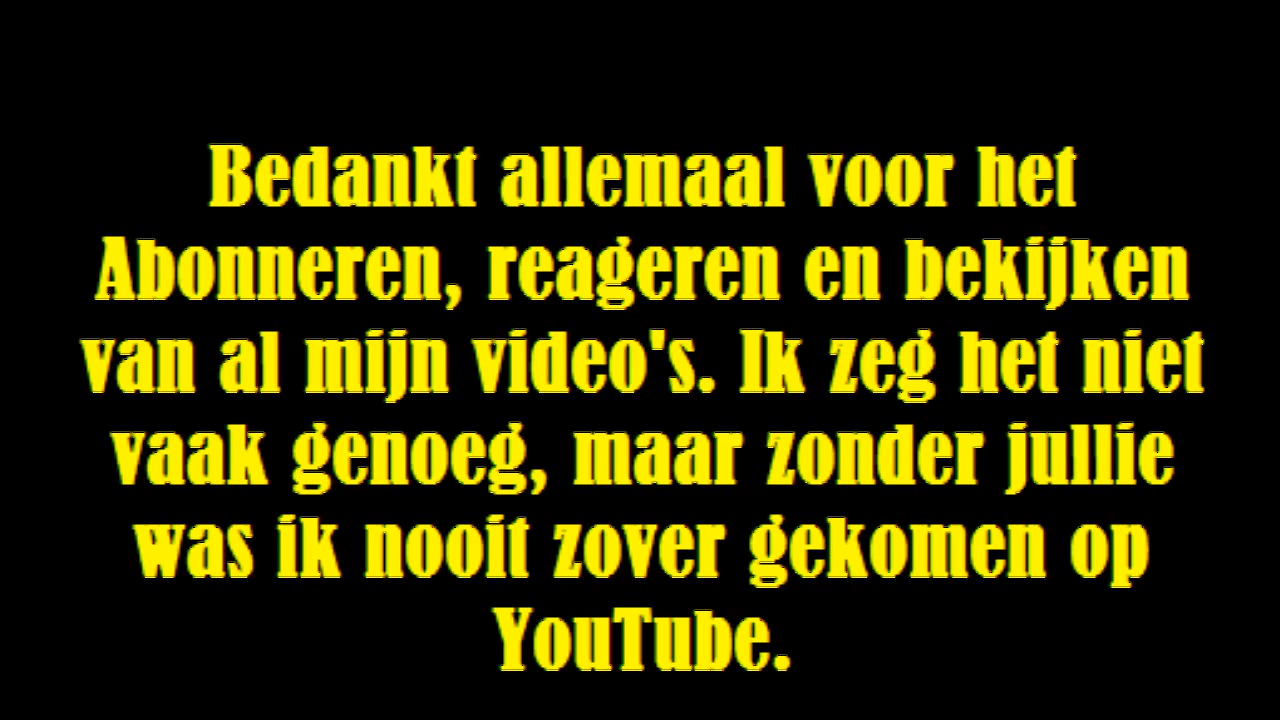 Bedankt allemaal voor het
Abonneren, reageren en bekijken
van al mijn video's. Ik zeg het niet
vaak genoeg, maar zonder jullie
was ik nooit zover gekomen op
YouTube.